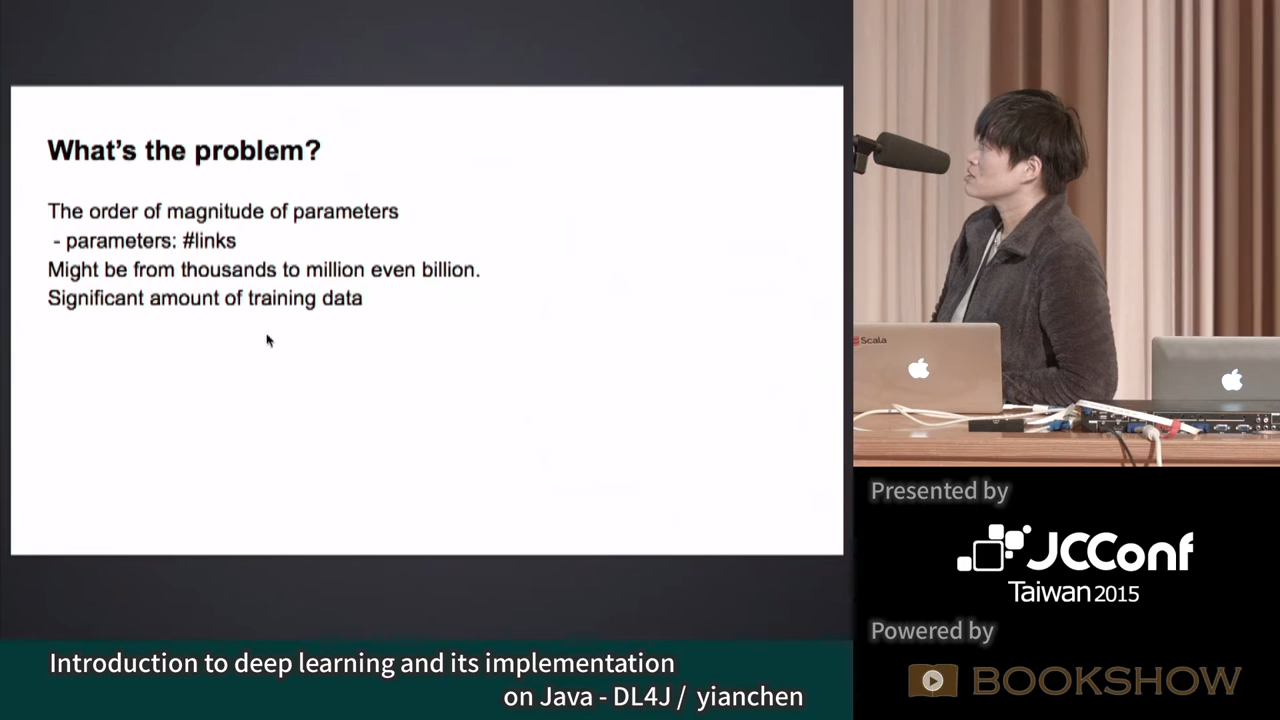 What's the problem?
The order of magnitude of parameters
- parameters: #links
Might be from thousands to million even billion.
Significant amount of training data
Scala
Presented by
JCConf
Taiwan 2015
Powered by
BOOKSHOW
Introduction to deep learning and its implementation
on Java - DL4J / yianchen